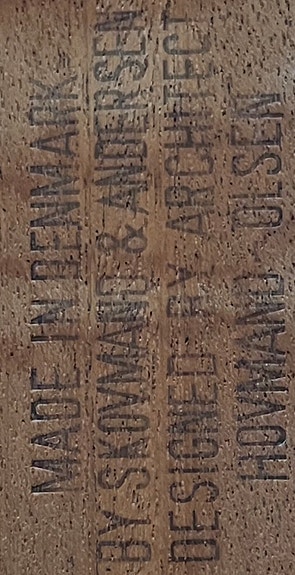 MADE IN DENMARK
BY SKOVMAND & ANDERSEN
DESIGNED BY ARCHITECT
HOVMAND-OLSEN